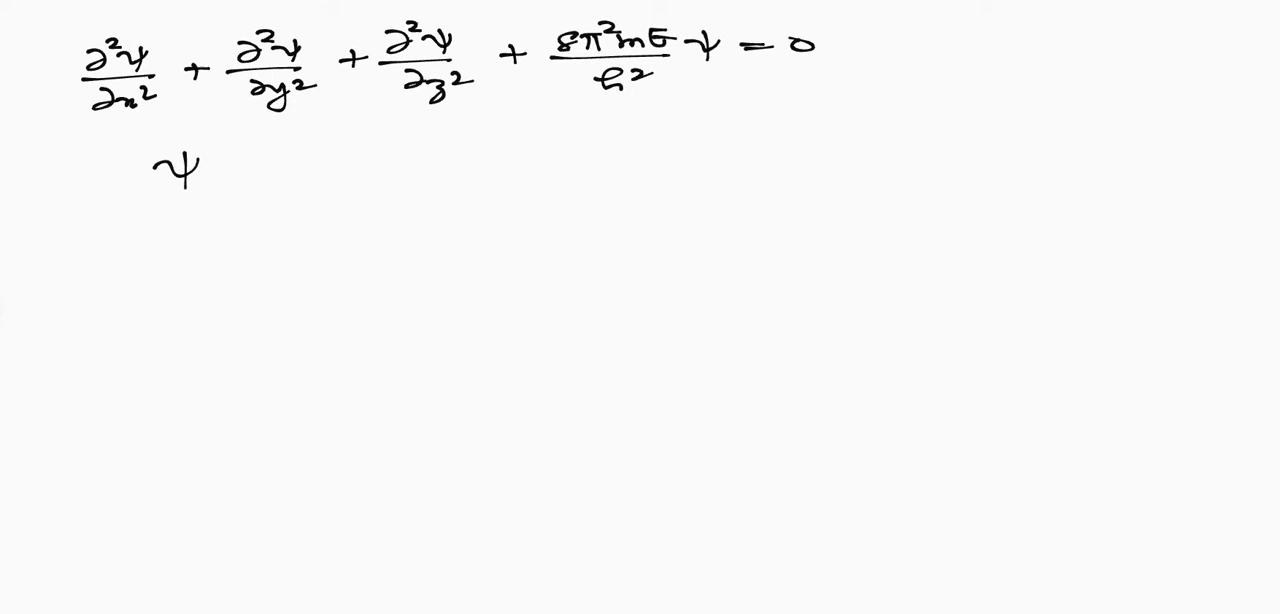 ∂²ψ/∂x² + ∂²ψ/∂y² + ∂²ψ/∂z² + 8π²mE/h² ψ = 0
ψ